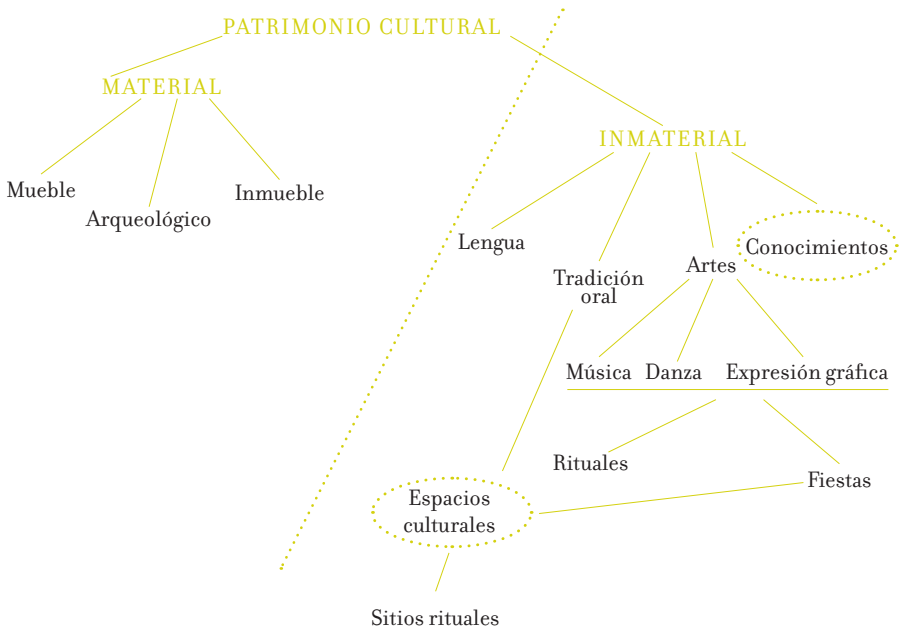 PATRIMONIO CULTURAL
MATERIAL
INMATERIAL
Mueble
Inmueble
Arqueológico
Lengua
Conocimientos
Artes
Tradición
oral
Música Danza Expresión gráfica
Rituales
Fiestas
Espacios
culturales
Sitios rituales